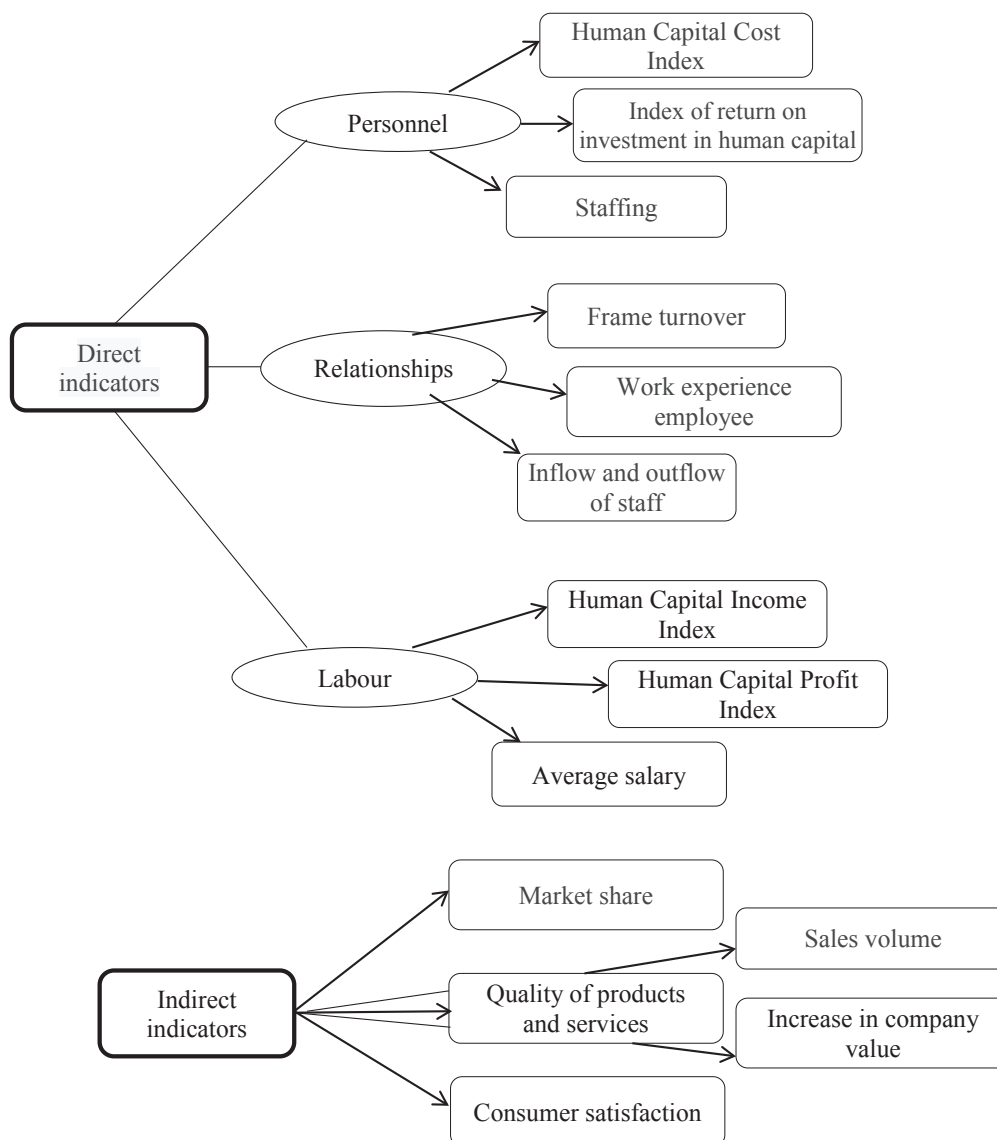 Human Capital Cost
Index
Personnel
Index of return on
investment in human capital
Staffing
Direct
indicators
Relationships
Frame turnover
Work experience
employee
Inflow and outflow
of staff
Labour
Human Capital Income
Index
Human Capital Profit
Index
Average salary
Indirect
indicators
Market share
Quality of products
and services
Sales volume
Increase in company
value
Consumer satisfaction